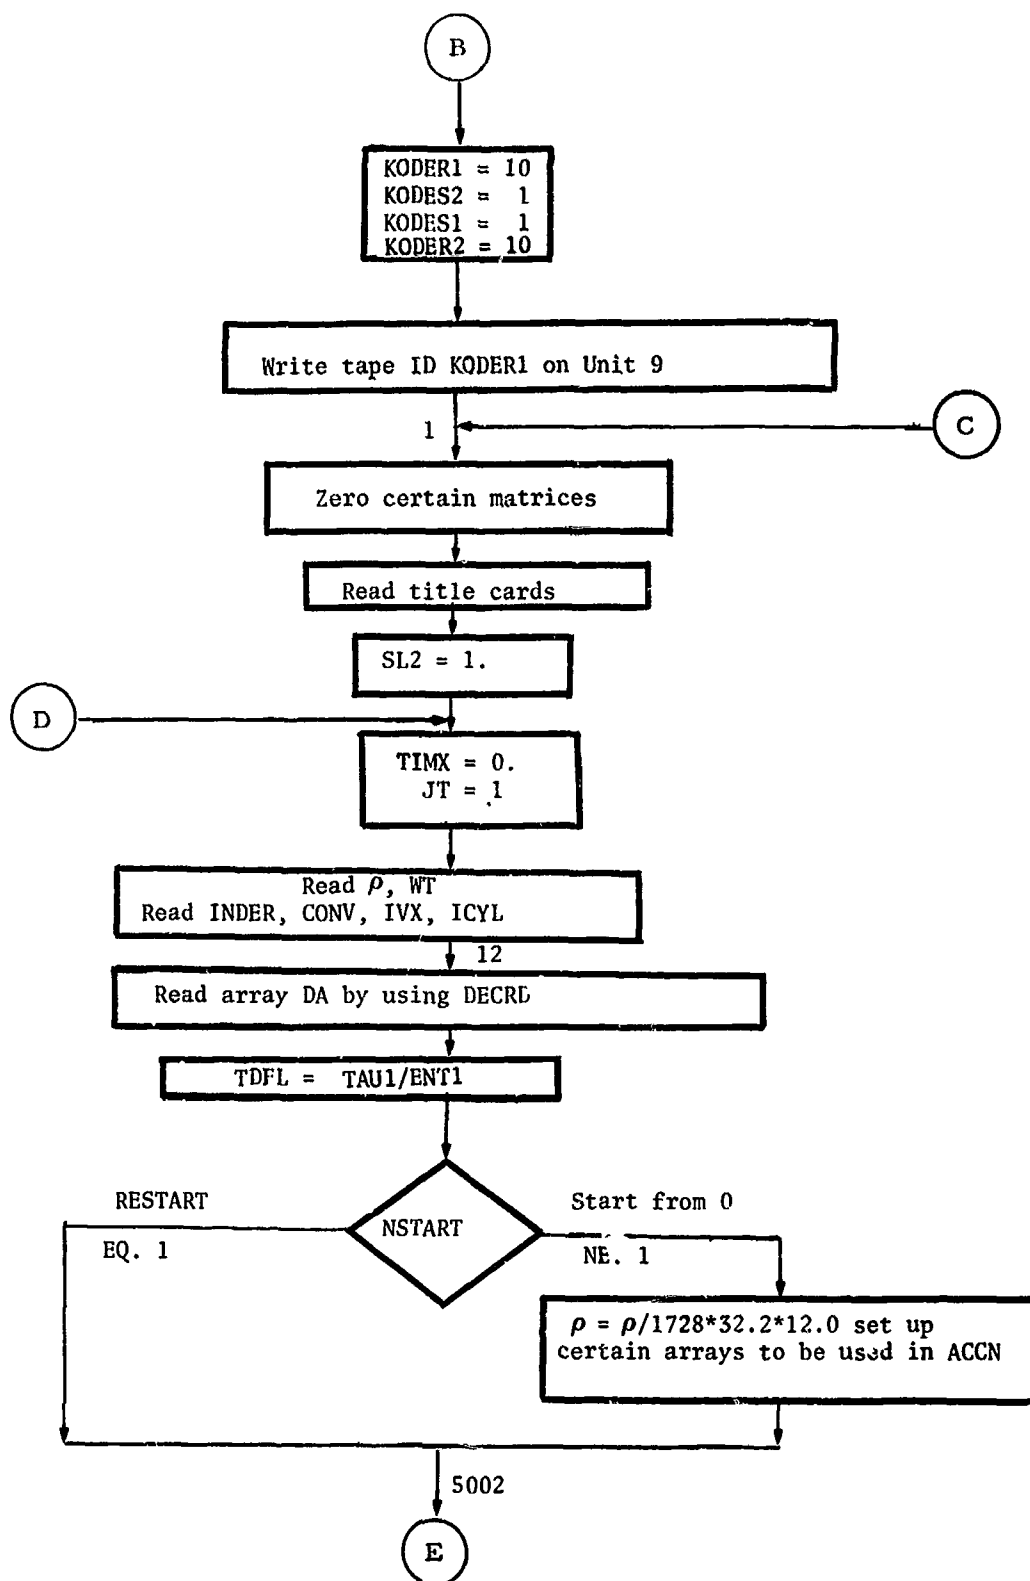 B
KODER1 = 10
KODES2 = 1
KODES1 = 1
KODER2 = 10
Write tape ID KODER1 on Unit 9
1
C
Zero certain matrices
Read title cards
SL2 = 1.
D
TIMX = 0.
JT = 1
Read ρ, WT
Read INDER, CONV, IVX, ICYL
12
Read array DA by using DECRD
TDFL = TAU1/ENT1
RESTART
NSTART
Start from 0
EQ. 1
NE. 1
ρ = ρ/1728*32.2*12.0 set up
certain arrays to be used in ACCN
5002
E